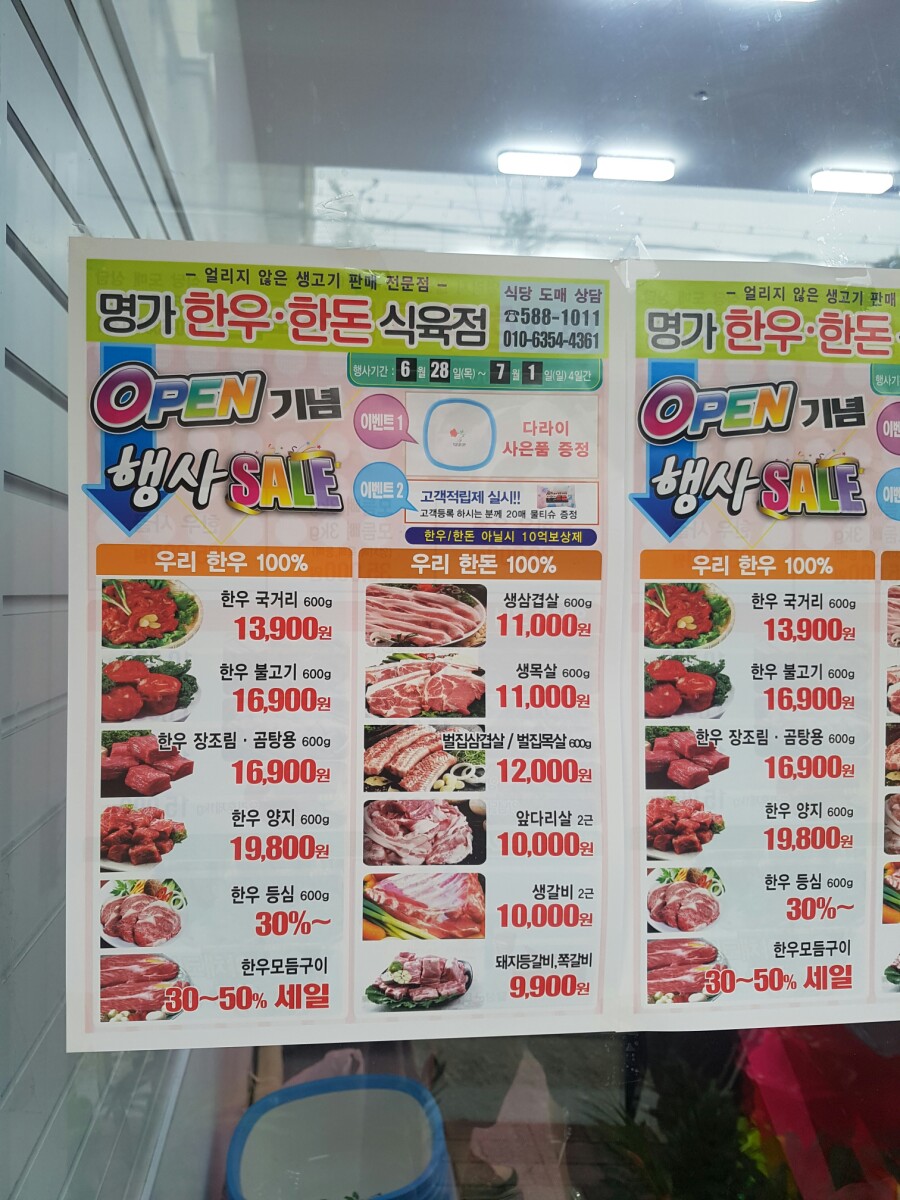 - 얼리지 않은 생고기 판매 전문점 -
명가 한우·한돈 식육점
식당 도매 상담
☎588-1011
010-6354-4361
OPEN 기념
행사 SALE
행사기간 : 6월 28일(목) ~ 7월 1일(일) 4일간
이벤트1
다라이
사은품 증정
이벤트2
고객적립제 실시!!
고객등록 하시는 분께 20매 물티슈 증정
한우/한돈 아닐시 10억보상제
우리 한우 100%
한우 국거리 600g
13,900원
한우 불고기 600g
16,900원
한우 장조림·곰탕용 600g
16,900원
한우 양지 600g
19,800원
한우 등심 600g
30%~
한우모듬구이
30~50% 세일
우리 한돈 100%
생삼겹살 600g
11,000원
생목살 600g
11,000원
벌집삼겹살 / 벌집목살 600g
12,000원
앞다리살 2근
10,000원
생갈비 2근
10,000원
돼지등갈비,쪽갈비
9,900원
- 얼리지 않은 생고기 판매
명가 한우·한돈
OPEN 기념
행사 SALE
우리 한우 100%
한우 국거리 600g
13,900원
한우 불고기 600g
16,900원
한우 장조림·곰탕용 600g
16,900원
한우 양지 600g
19,800원
한우 등심 600g
30%~
한우모듬구이
30~50% 세일